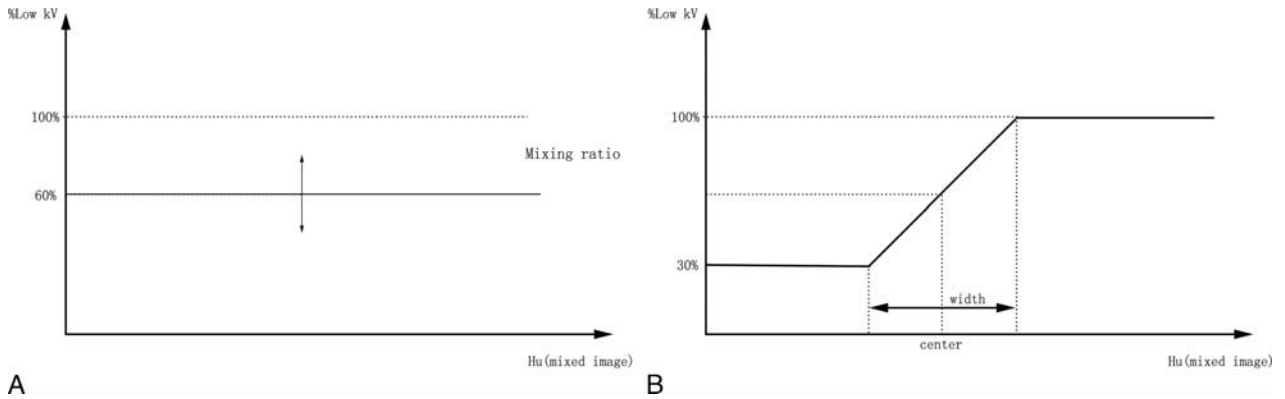 %Low kV
100%
Mixing ratio
60%
Hu(mixed image)
A
%Low kV
100%
30%
width
center
Hu(mixed image)
B